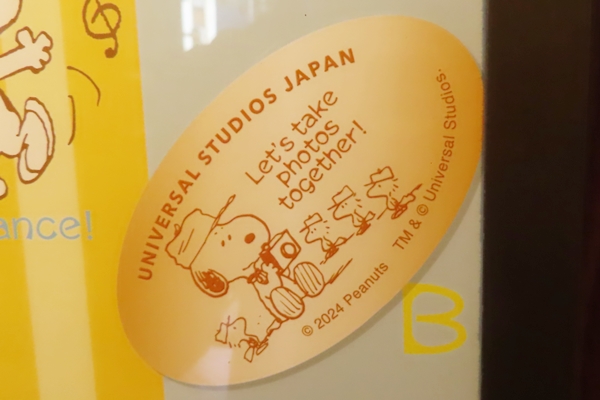 UNIVERSAL STUDIOS JAPAN
Let's take
photos
together!
© 2024 Peanuts TM & © Universal Studios.
ance!
B